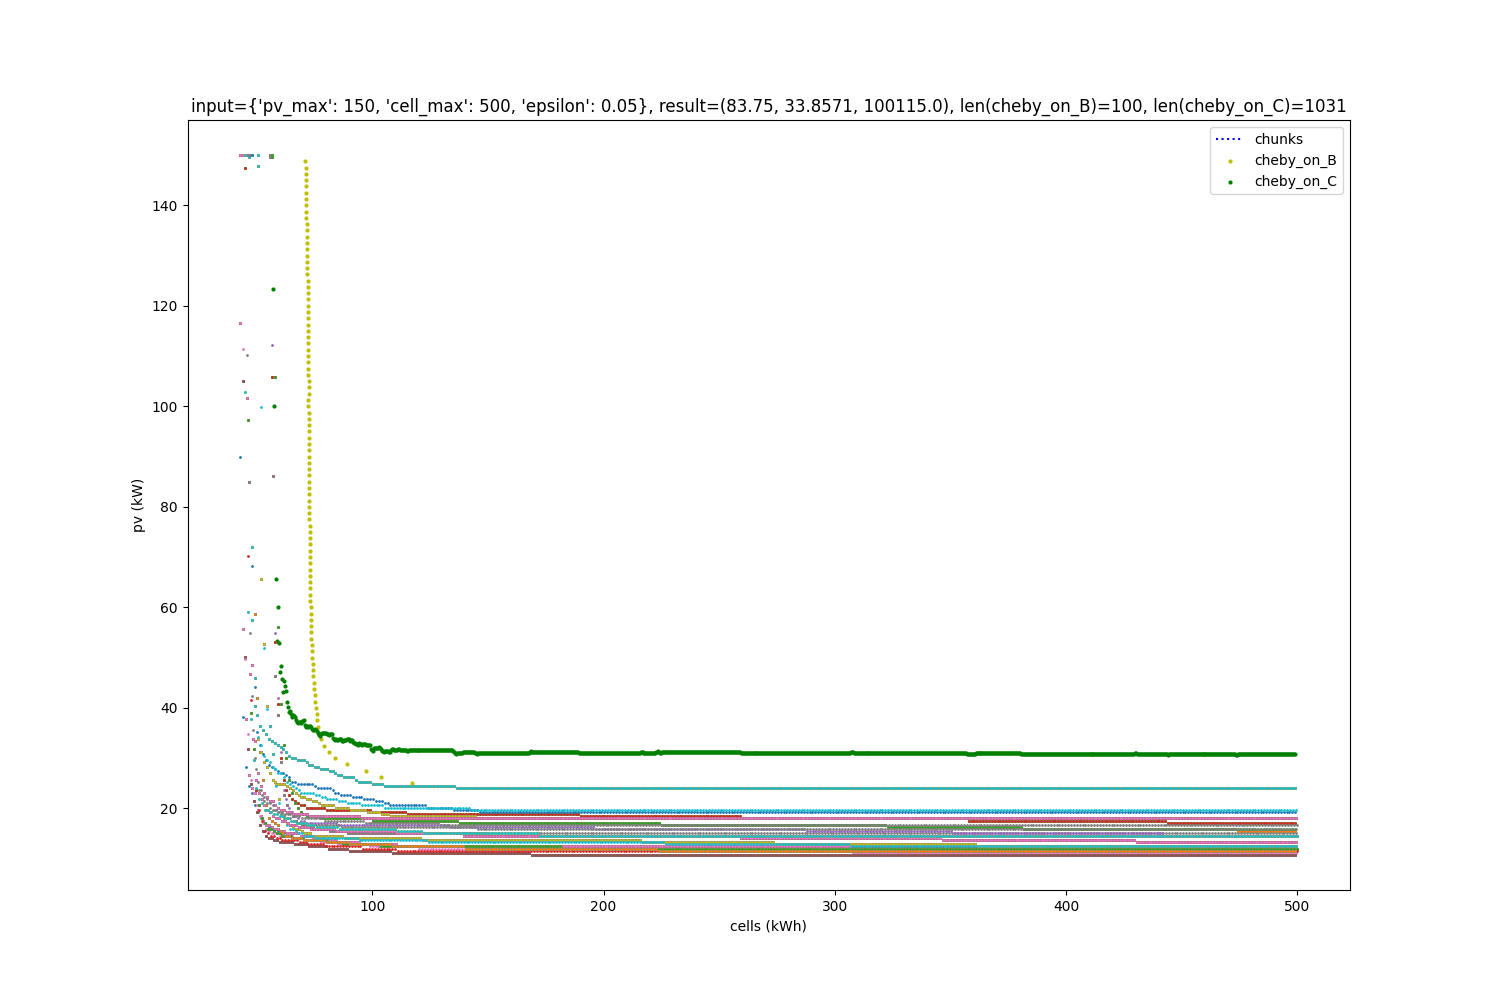 input={'pv_max': 150, 'cell_max': 500, 'epsilon': 0.05}, result=(83.75, 33.8571, 100115.0), len(cheby_on_B)=100, len(cheby_on_C)=1031
chunks
cheby_on_B
cheby_on_C
140
120
100
80
60
40
20
pv (kW)
100
200
300
400
500
cells (kWh)